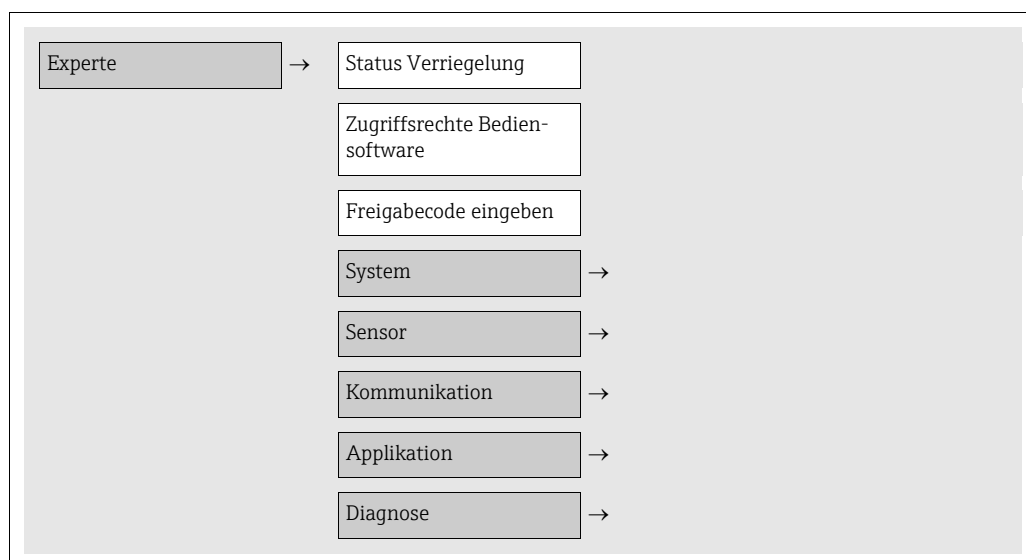 Experte → Status Verriegelung
Zugriffsrechte Bedien-
software
Freigabecode eingeben
System →
Sensor →
Kommunikation →
Applikation →
Diagnose →